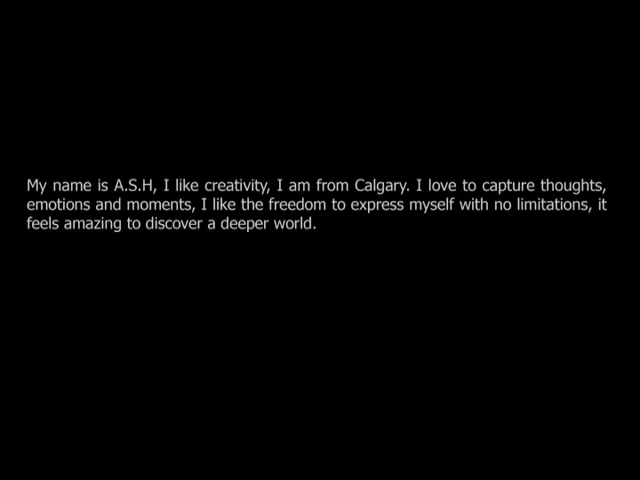 My name is A.S.H, I like creativity, I am from Calgary. I love to capture thoughts,
emotions and moments, I like the freedom to express myself with no limitations, it
feels amazing to discover a deeper world.